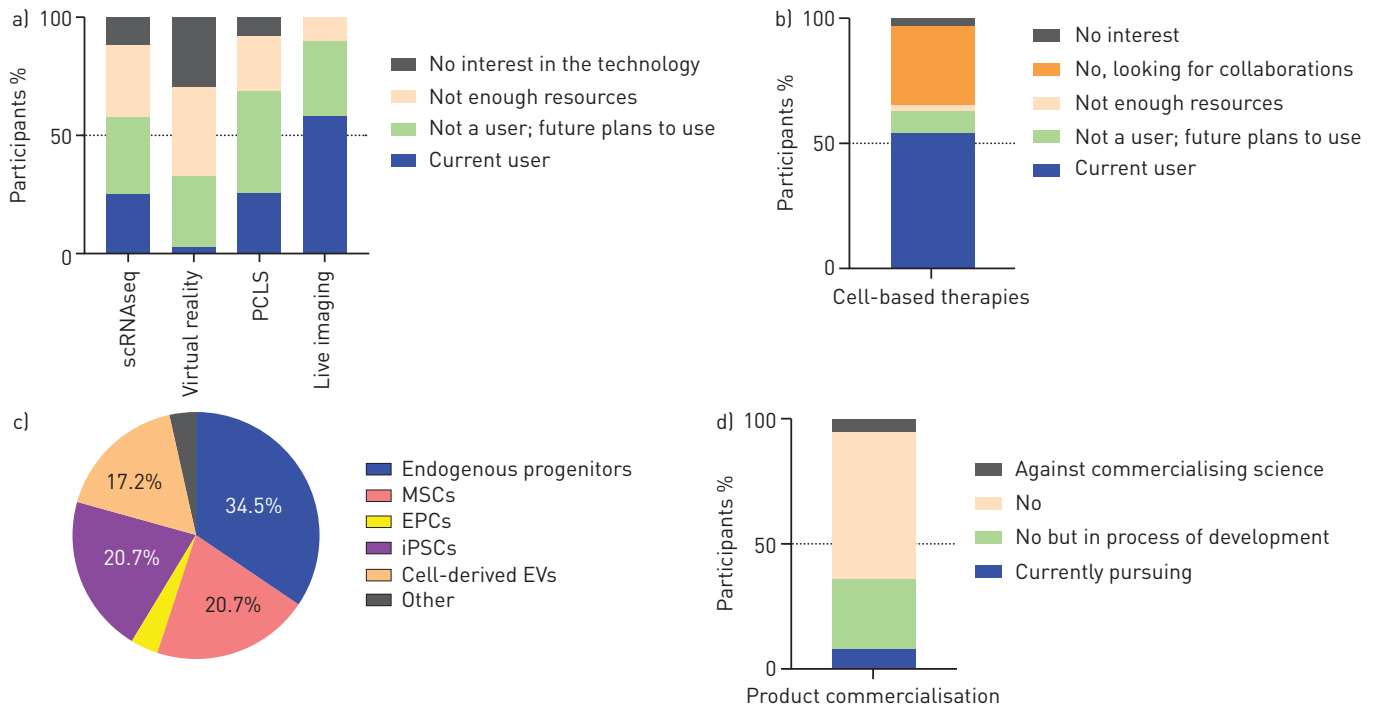 a)
100
50
0
Participants %
scRNAseq
Virtual reality
PCLS
Live imaging
No interest in the technology
Not enough resources
Not a user; future plans to use
Current user
b)
100
50
0
Participants %
Cell-based therapies
No interest
No, looking for collaborations
Not enough resources
Not a user; future plans to use
Current user
c)
17.2%
34.5%
20.7%
20.7%
Endogenous progenitors
MSCs
EPCs
iPSCs
Cell-derived EVs
Other
d)
100
50
0
Participants %
Product commercialisation
Against commercialising science
No
No but in process of development
Currently pursuing